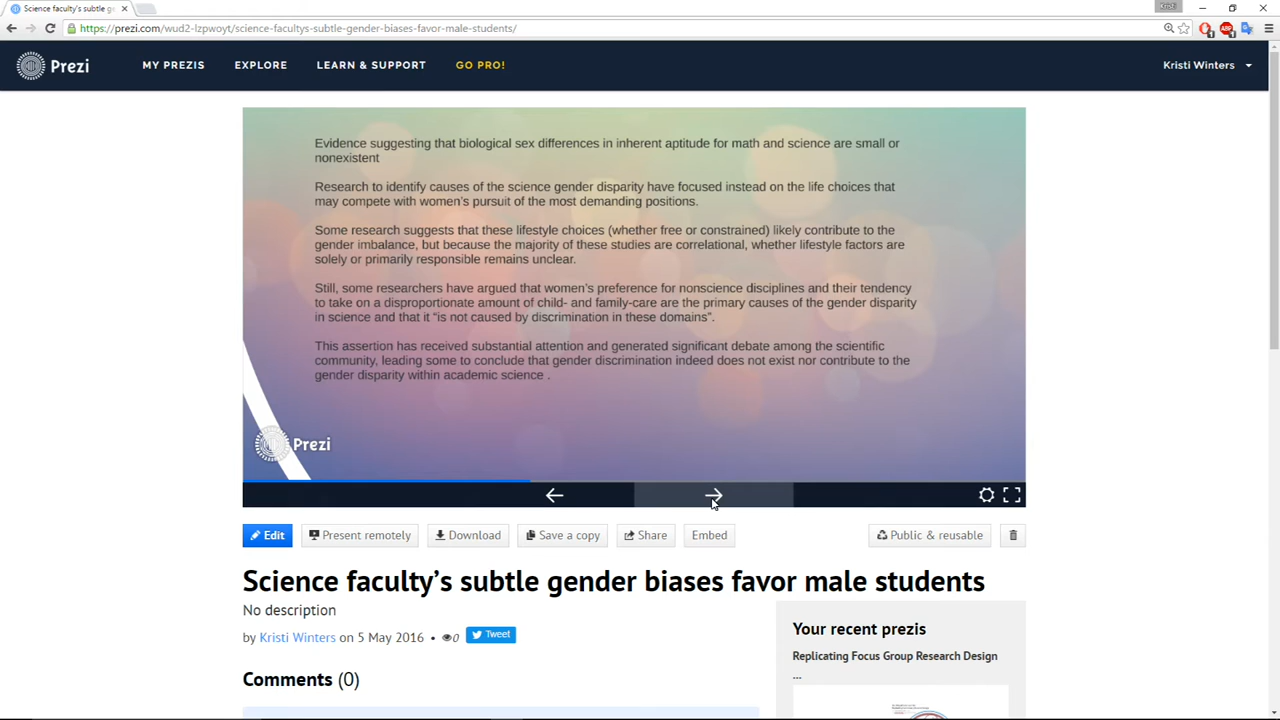 Science faculty's subtle g
Kristi
https://prezi.com/wud2-lzpwoyt/science-facultys-subtle-gender-biases-favor-male-students/
Prezi
MY PREZIS
EXPLORE
LEARN & SUPPORT
GO PRO!
Kristi Winters
Evidence suggesting that biological sex differences in inherent aptitude for math and science are small or
nonexistent
Research to identify causes of the science gender disparity have focused instead on the life choices that
may compete with women's pursuit of the most demanding positions.
Some research suggests that these lifestyle choices (whether free or constrained) likely contribute to the
gender imbalance, but because the majority of these studies are correlational, whether lifestyle factors are
solely or primarily responsible remains unclear.
Still, some researchers have argued that women's preference for nonscience disciplines and their tendency
to take on a disproportionate amount of child- and family-care are the primary causes of the gender disparity
in science and that it “is not caused by discrimination in these domains”.
This assertion has received substantial attention and generated significant debate among the scientific
community, leading some to conclude that gender discrimination indeed does not exist nor contribute to the
gender disparity within academic science .
Prezi
Edit
Present remotely
Download
Save a copy
Share
Embed
Public & reusable
Science faculty's subtle gender biases favor male students
No description
by Kristi Winters on 5 May 2016 • 0
Tweet
Comments (0)
Your recent prezis
Replicating Focus Group Research Design
...